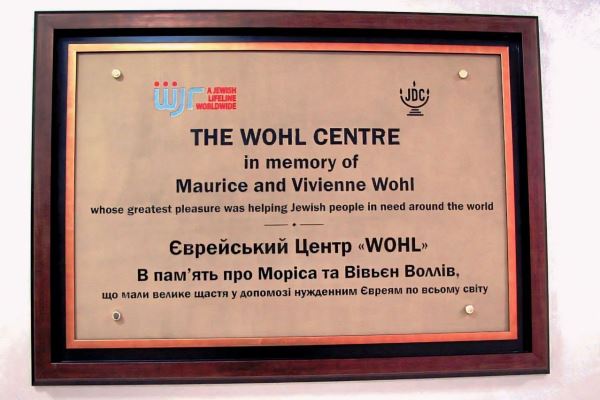 wjr A JEWISH
LIFELINE
WORLDWIDE
JDC
THE WOHL CENTRE
in memory of
Maurice and Vivienne Wohl
whose greatest pleasure was helping Jewish people in need around the world
Єврейський Центр «WOHL»
В пам'ять про Моріса та Вівьєн Воллів,
що мали велике щастя у допомозі нужденним Євреям по всьому світу